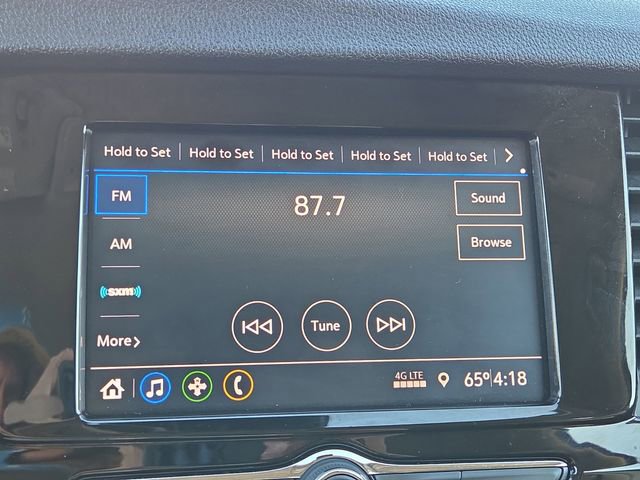 Hold to Set Hold to Set Hold to Set Hold to Set Hold to Set
FM 87.7 Sound
AM Browse
sxm
More Tune
4G LTE 65° 4:18